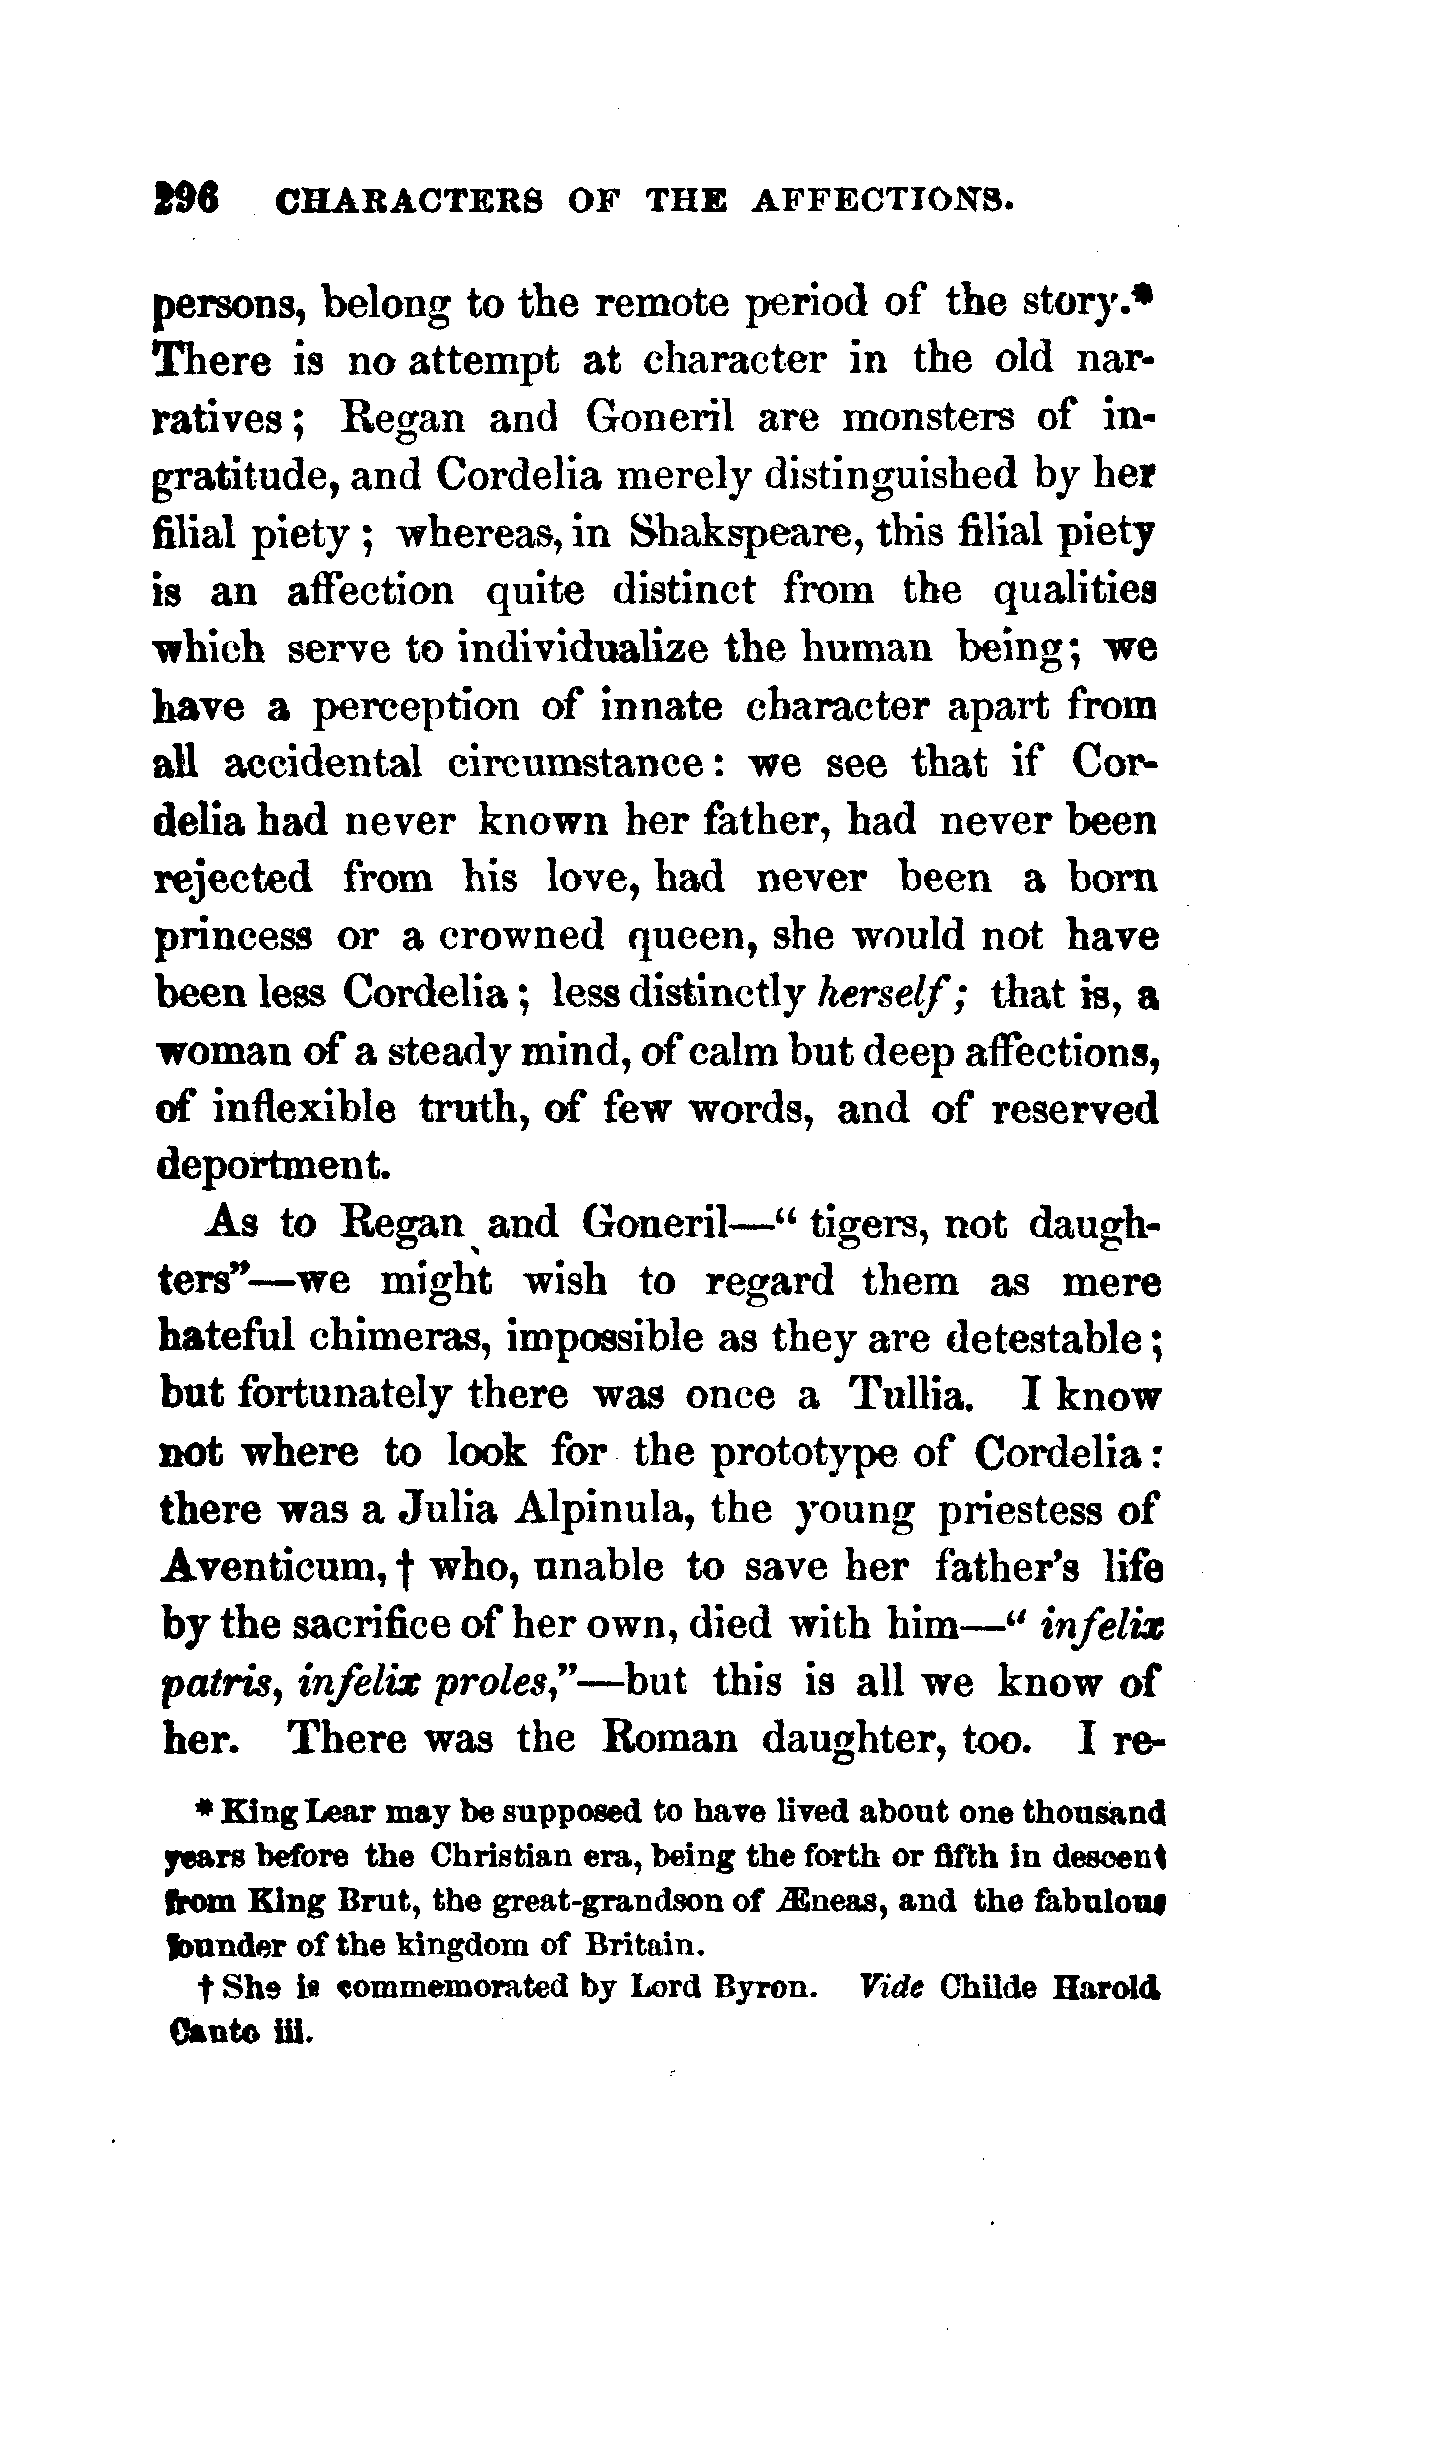 296 CHARACTERS OF THE AFFECTIONS.
persons, belong to the remote period of the story.*
There is no attempt at character in the old nar-
ratives; Regan and Goneril are monsters of in-
gratitude, and Cordelia merely distinguished by her
filial piety; whereas, in Shakspeare, this filial piety
is an affection quite distinct from the qualities
which serve to individualize the human being; we
have a perception of innate character apart from
all accidental circumstance: we see that if Cor-
delia had never known her father, had never been
rejected from his love, had never been a born
princess or a crowned queen, she would not have
been less Cordelia; less distinctly herself; that is, a
woman of a steady mind, of calm but deep affections,
of inflexible truth, of few words, and of reserved
deportment.
As to Regan and Goneril—“ tigers, not daugh-
ters”—we might wish to regard them as mere
hateful chimeras, impossible as they are detestable;
but fortunately there was once a Tullia. I know
not where to look for the prototype of Cordelia:
there was a Julia Alpinula, the young priestess of
Aventicum,† who, unable to save her father's life
by the sacrifice of her own, died with him—“ infelix
patris, infelix proles,”—but this is all we know of
her. There was the Roman daughter, too. I re-
* King Lear may be supposed to have lived about one thousand
years before the Christian era, being the forth or fifth in descent
from King Brut, the great-grandson of Æneas, and the fabulous
founder of the kingdom of Britain.
† She is commemorated by Lord Byron. Vide Childe Harold
Canto iii.